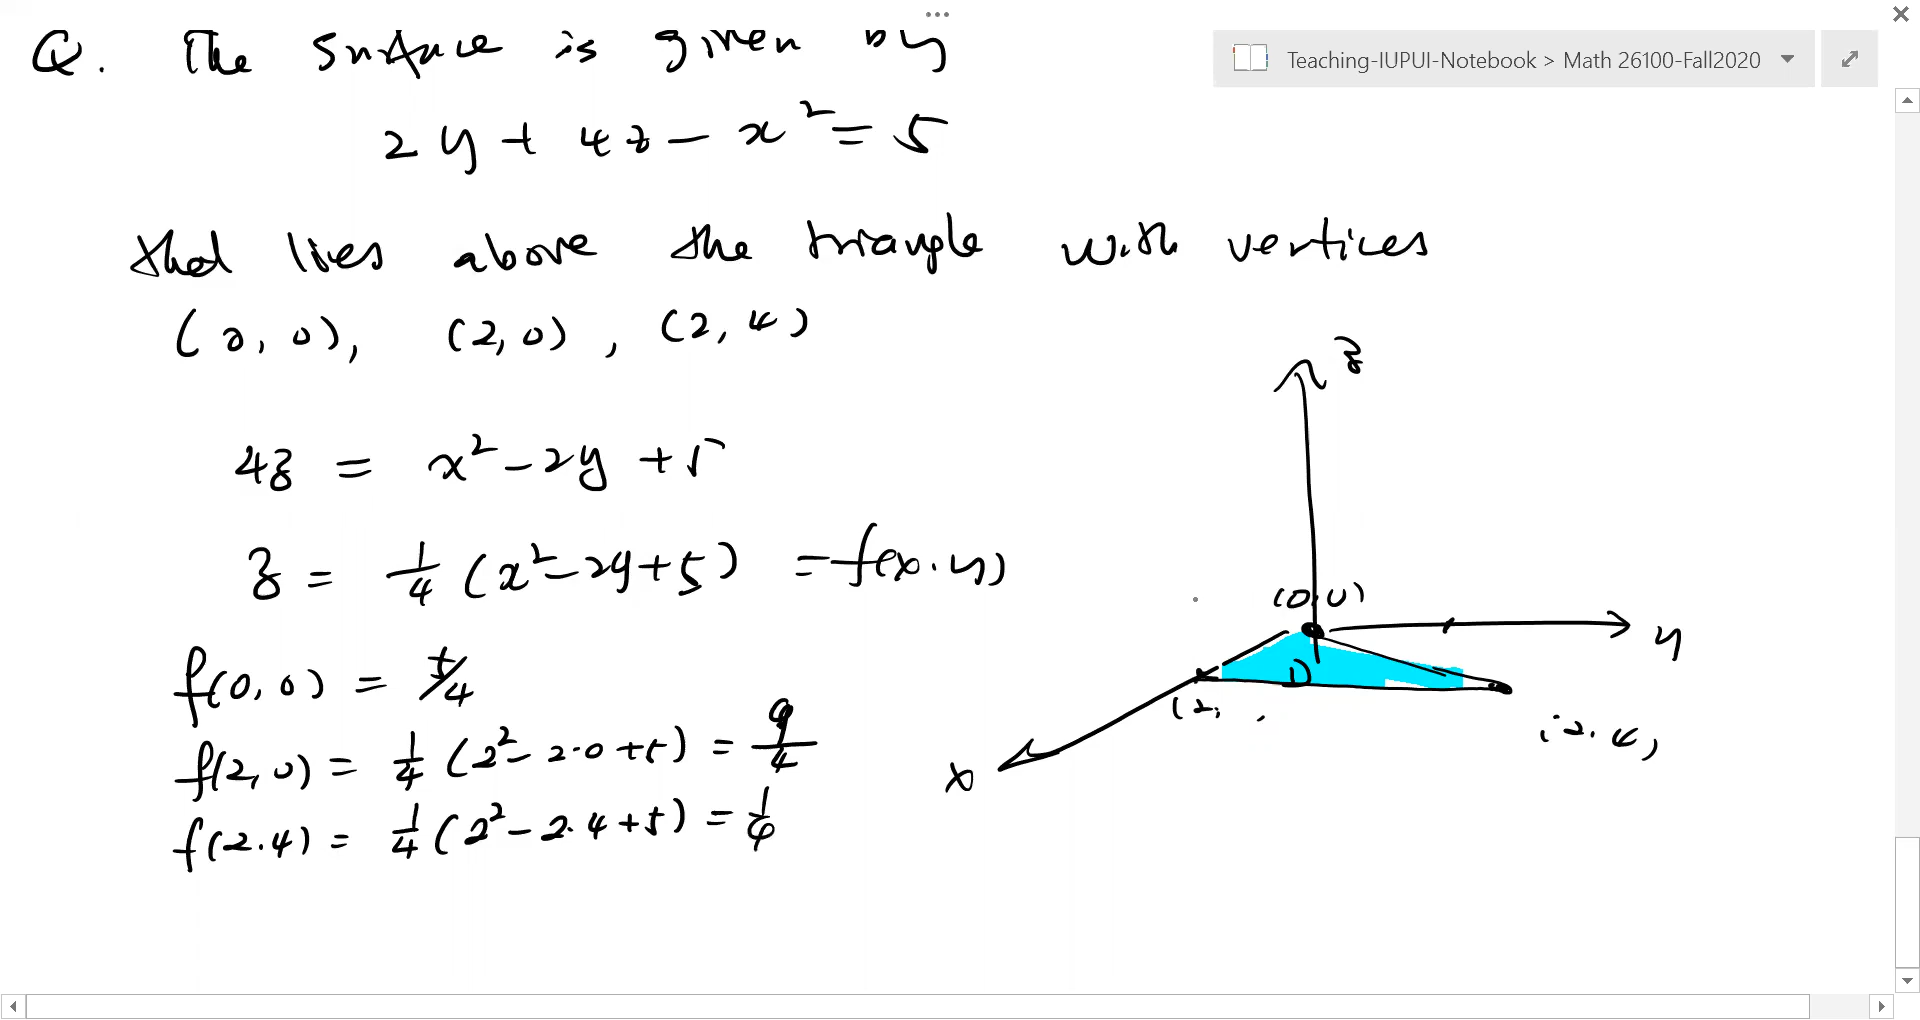 Q. The surface is given by
Teaching-IUPUI-Notebook > Math 26100-Fall2020
2y + 4z - x² = 5
that lies above the triangle with vertices
(0, 0), (2, 0), (2, 4)
z
4z = x² - 2y + 5
z = 1/4 (x² - 2y + 5) = f(x.y)
(0,0)
y
D
f(0,0) = 5/4
(2,
(2.4)
f(2,0) = 1/4 (2² - 2·0 + 5) = 9/4
x
f(2.4) = 1/4 (2² - 2·4 + 5) = 1/4